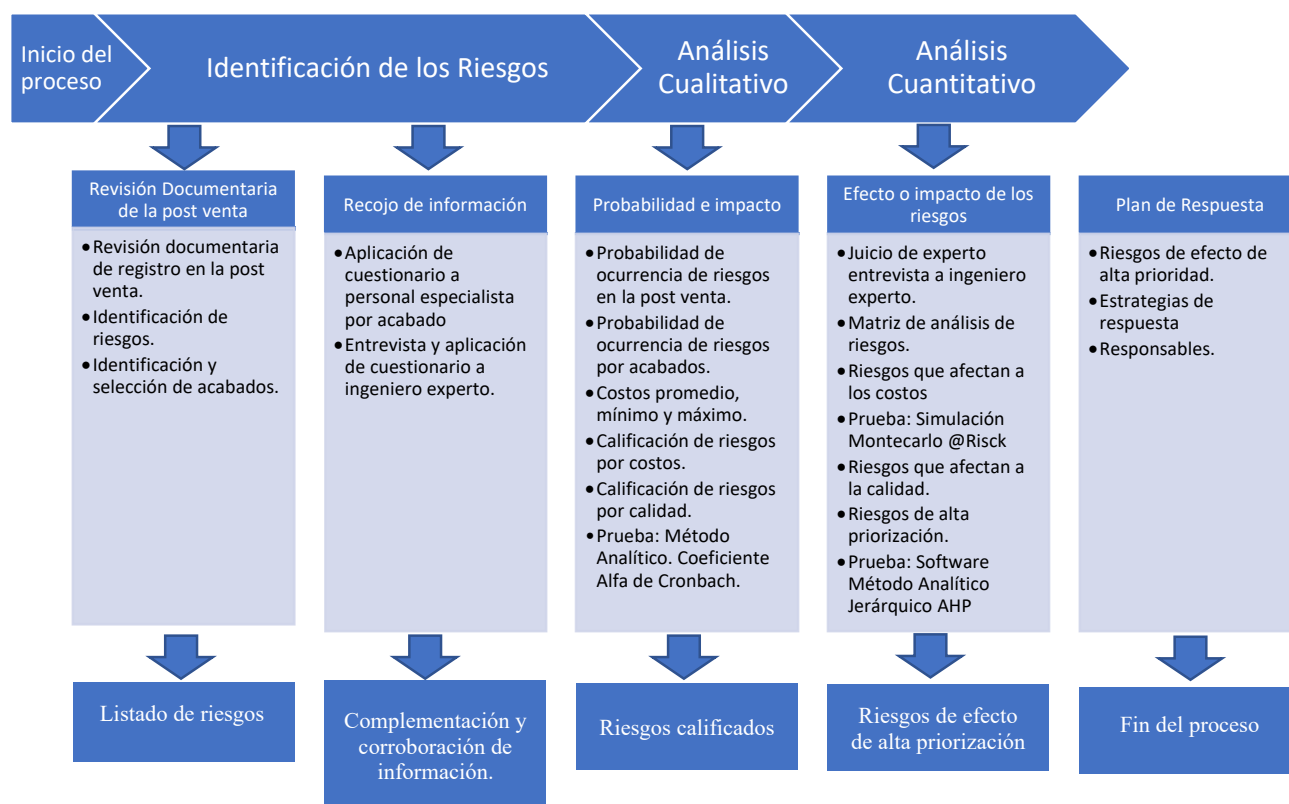 Inicio del
proceso
Identificación de los Riesgos
Análisis
Cualitativo
Análisis
Cuantitativo
Revisión Documentaria
de la post venta
•Revisión documentaria
de registro en la post
venta.
•Identificación de
riesgos.
•Identificación y
selección de acabados.
Listado de riesgos
Recojo de información
•Aplicación de
cuestionario a
personal especialista
por acabado
•Entrevista y aplicación
de cuestionario a
ingeniero experto.
Complementación y
corroboración de
información.
Probabilidad e impacto
•Probabilidad de
ocurrencia de riesgos
en la post venta.
•Probabilidad de
ocurrencia de riesgos
por acabados.
•Costos promedio,
mínimo y máximo.
•Calificación de riesgos
por costos.
•Calificación de riesgos
por calidad.
•Prueba: Método
Analítico. Coeficiente
Alfa de Cronbach.
Riesgos calificados
Efecto o impacto de los
riesgos
•Juicio de experto
entrevista a ingeniero
experto.
•Matriz de análisis de
riesgos.
•Riesgos que afectan a
los costos
•Prueba: Simulación
Montecarlo @Risck
•Riesgos que afectan a
la calidad.
•Riesgos de alta
priorización.
•Prueba: Software
Método Analítico
Jerárquico AHP
Riesgos de efecto
de alta priorización
Plan de Respuesta
•Riesgos de efecto de
alta prioridad.
•Estrategias de
respuesta
•Responsables.
Fin del proceso